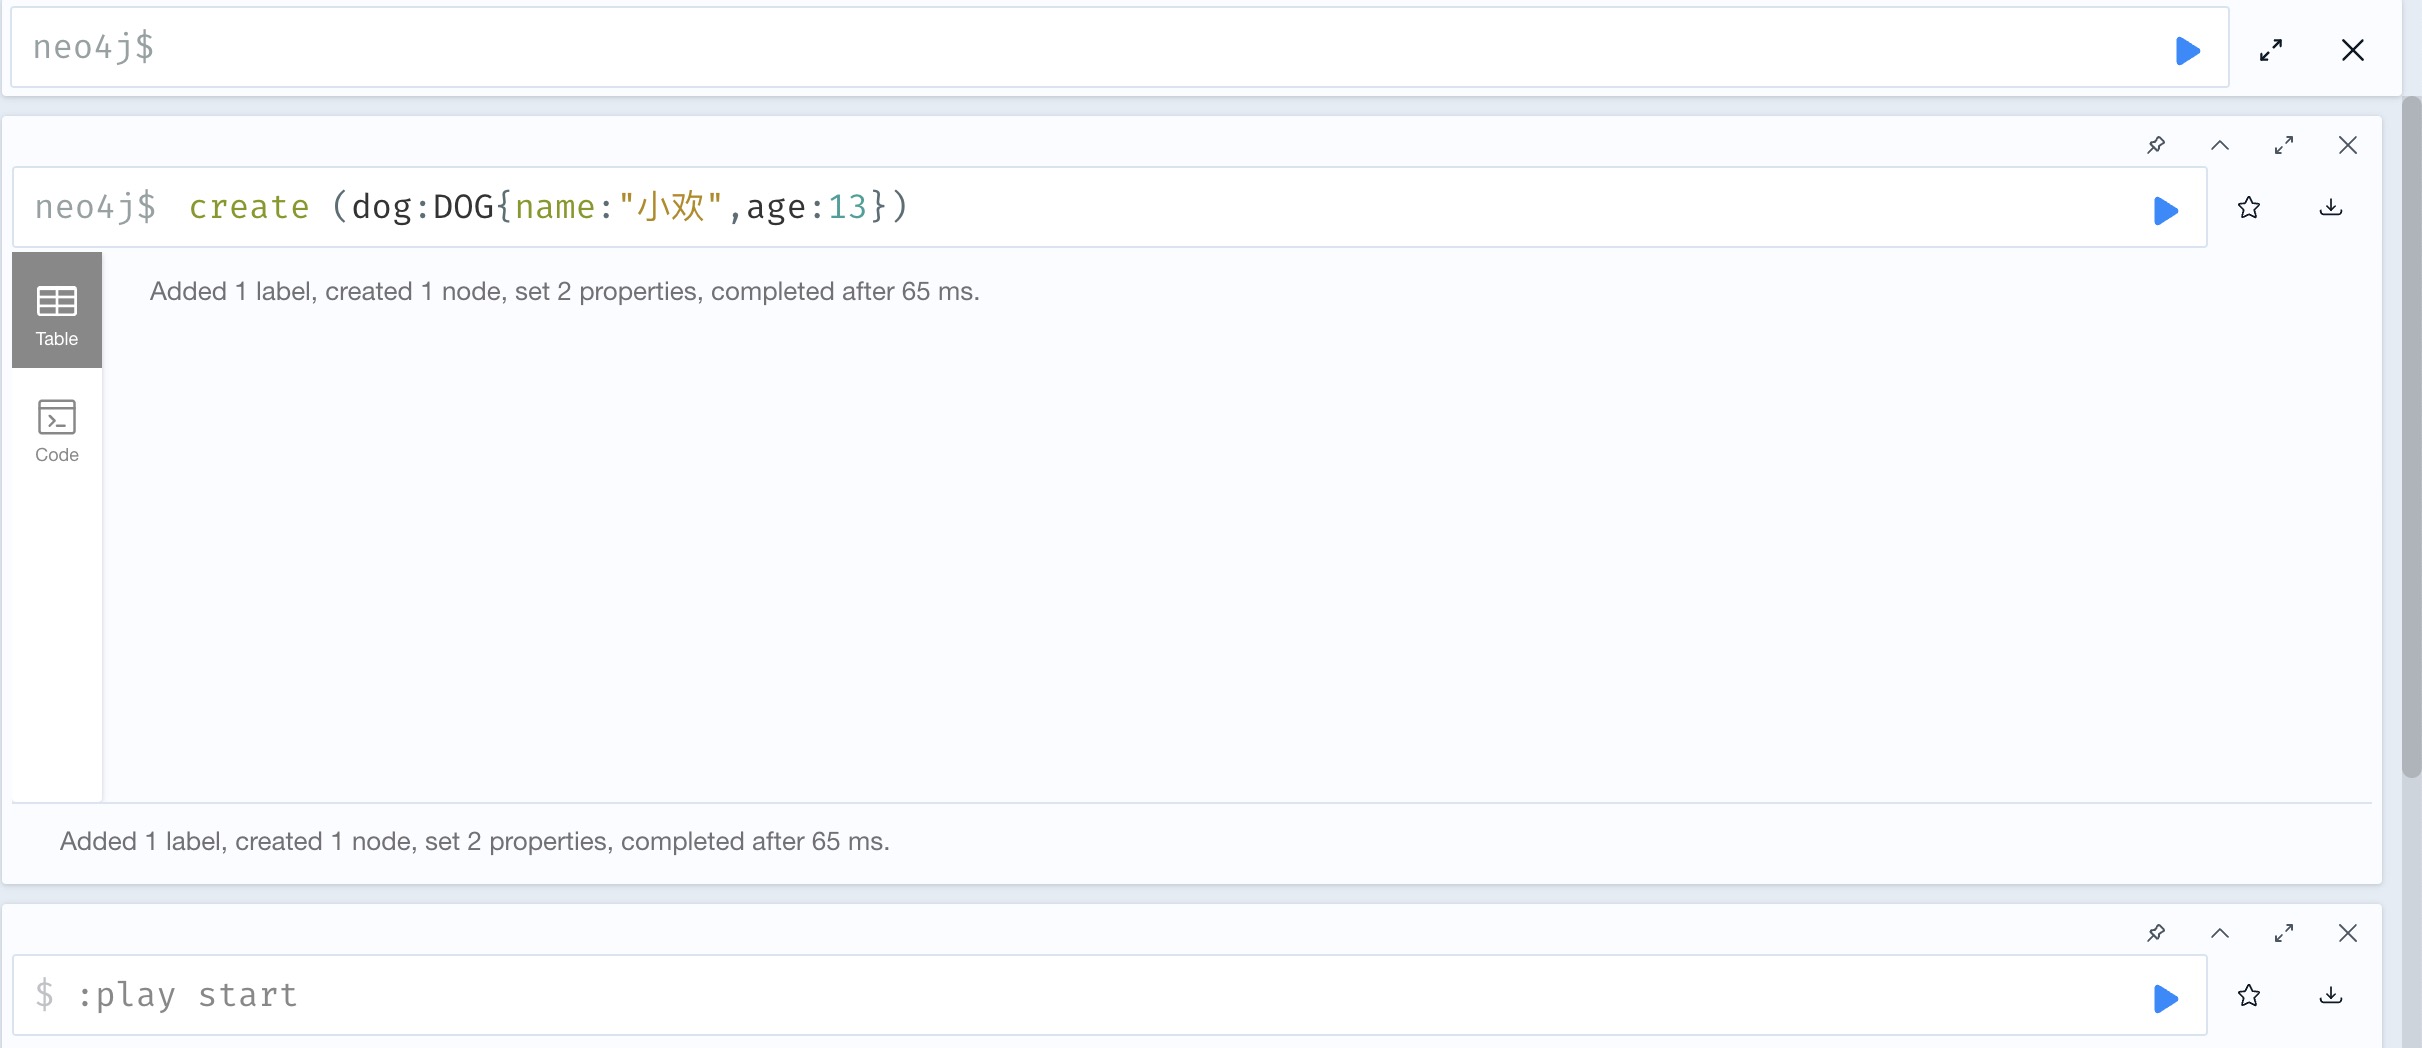 neo4j$
neo4j$ create (dog:DOG{name:"小欢",age:13})
Added 1 label, created 1 node, set 2 properties, completed after 65 ms.
Table
Code
Added 1 label, created 1 node, set 2 properties, completed after 65 ms.
$ :play start